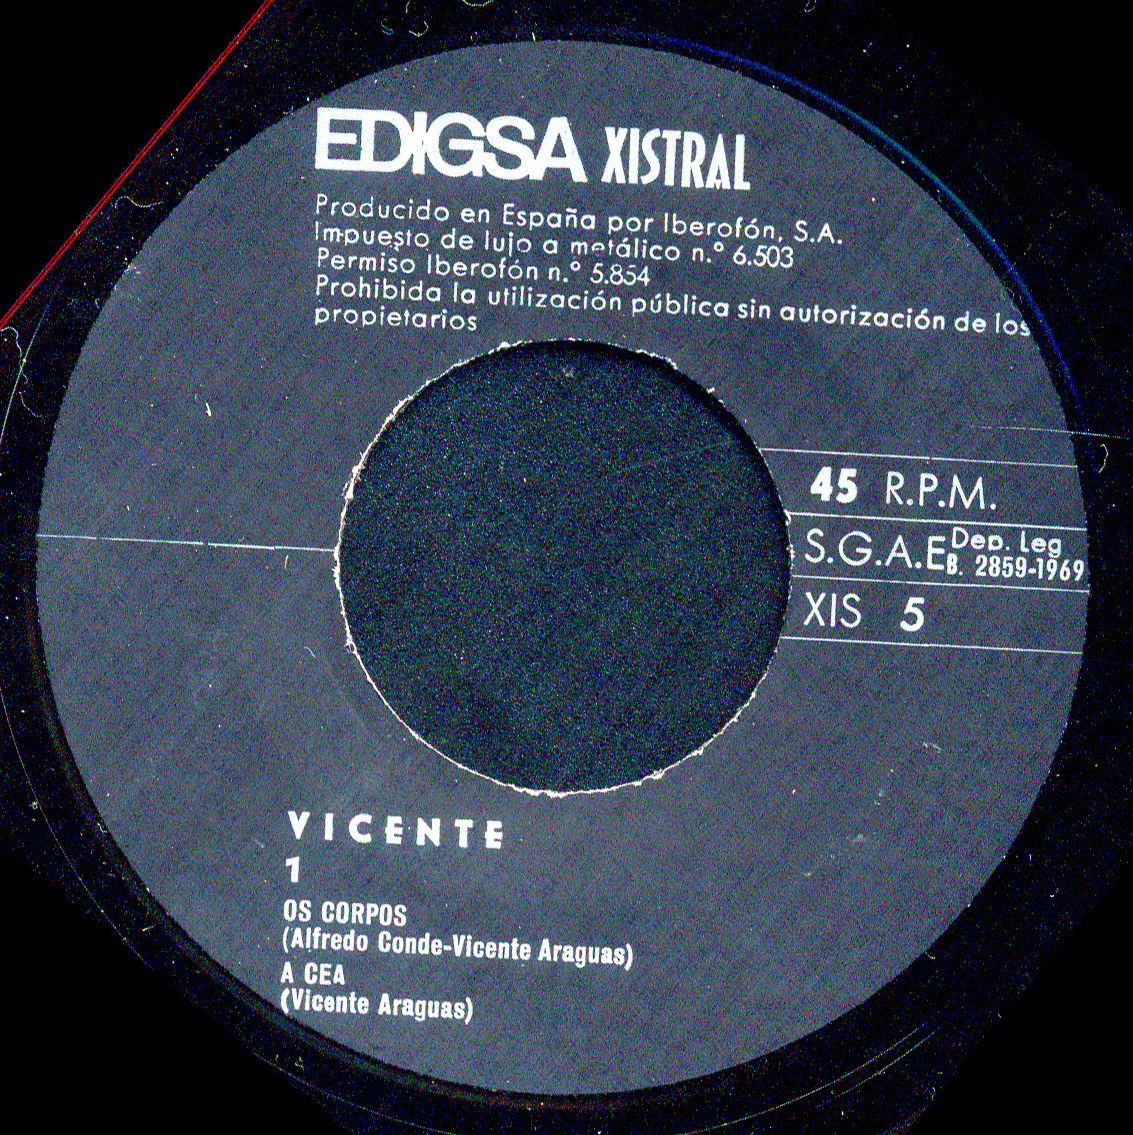 EDIGSA XISTRAL
Producido en España por Iberofón, S.A.
Impuesto de lujo a metálico n.º 6.503
Permiso Iberofón n.º 5.854
Prohibida la utilización pública sin autorización de los
propietarios
45 R.P.M.
S.G.A.E. Dep. Leg
B. 2859-1969
XIS 5
VICENTE
1
OS CORPOS
(Alfredo Conde-Vicente Araguas)
A CEA
(Vicente Araguas)